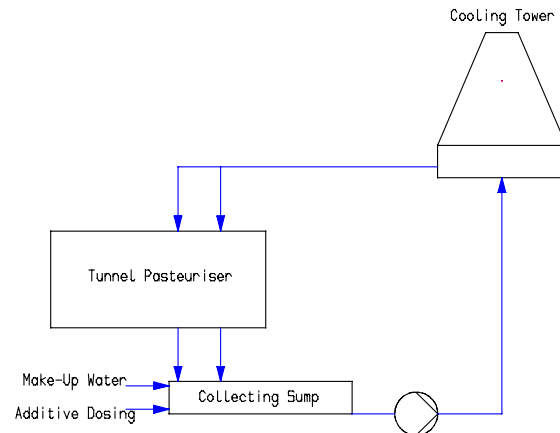 Cooling Tower
Tunnel Pasteuriser
Make-Up Water
Collecting Sump
Additive Dosing